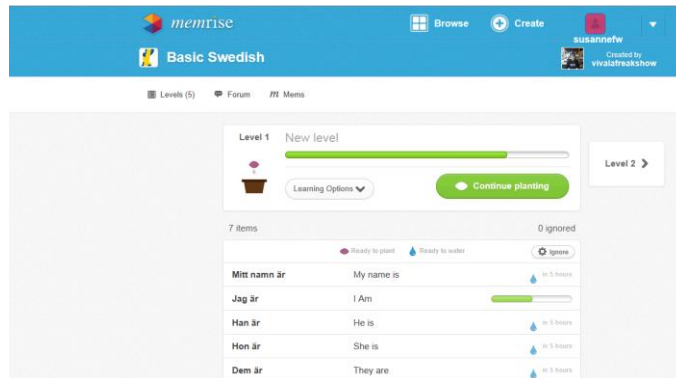 memrise
Browse
Create
susannefw
Basic Swedish
Created by
vivalafreakshow
Levels (5)
Forum
m Mems
Level 1
New level
Level 2
Learning Options
Continue planting
7 items
0 ignored
Ready to plant
Ready to water
Ignore
Mitt namn är My name is in 5 hours
Jag är I Am
Han är He is in 5 hours
Hon är She is in 5 hours
Dem är They are in 5 hours